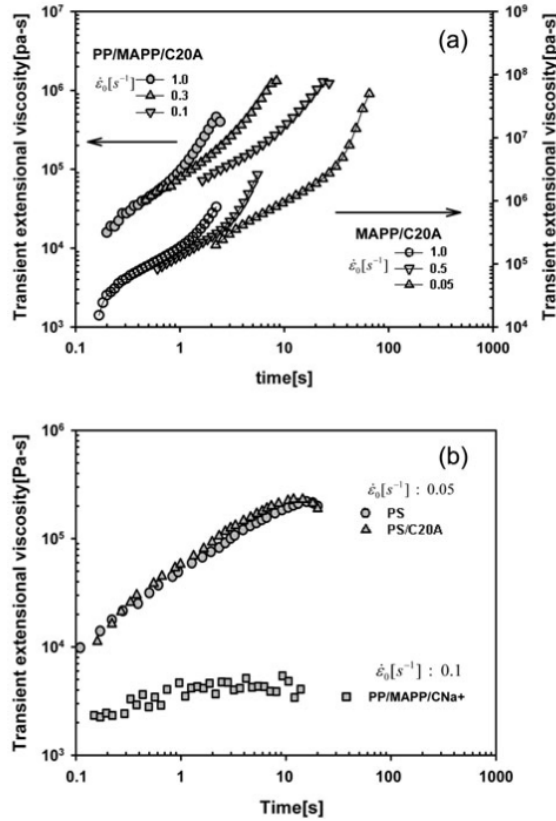 (a)
PP/MAPP/C20A
ε̇₀[s⁻¹]
1.0
0.3
0.1
MAPP/C20A
ε̇₀[s⁻¹]
1.0
0.5
0.05
Transient extensional viscosity[pa-s]
10⁷
10⁶
10⁵
10⁴
10³
Transient extensional viscosity[pa-s]
10⁹
10⁸
10⁷
10⁶
10⁵
10⁴
0.1 1 10 100 1000
time[s]
(b)
ε̇₀[s⁻¹] : 0.05
PS
PS/C20A
ε̇₀[s⁻¹] : 0.1
PP/MAPP/CNa+
Transient extensional viscosity[Pa-s]
10⁶
10⁵
10⁴
10³
0.1 1 10 100 1000
Time[s]